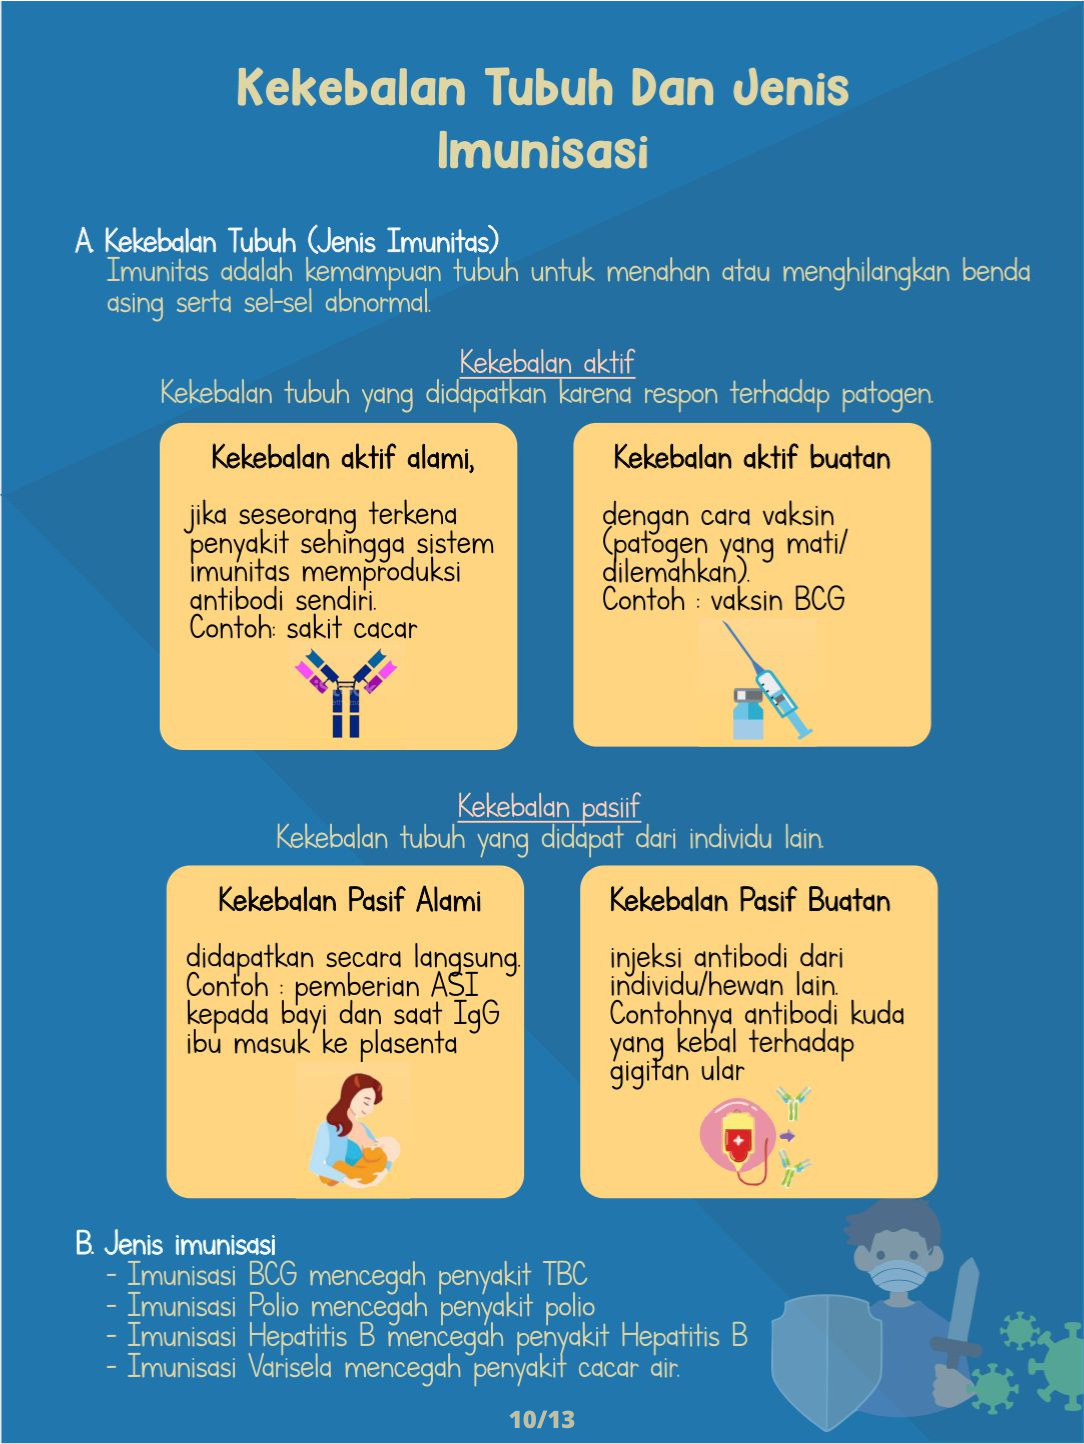 Kekebalan Tubuh Dan Jenis
Imunisasi
A. Kekebalan Tubuh (Jenis Imunitas)
Imunitas adalah kemampuan tubuh untuk menahan atau menghilangkan benda
asing serta sel-sel abnormal.
Kekebalan aktif
Kekebalan tubuh yang didapatkan karena respon terhadap patogen.
Kekebalan aktif alami,
jika seseorang terkena
penyakit sehingga sistem
imunitas memproduksi
antibodi sendiri.
Contoh: sakit cacar
Kekebalan aktif buatan
dengan cara vaksin
(patogen yang mati/
dilemahkan).
Contoh : vaksin BCG
Kekebalan pasiif
Kekebalan tubuh yang didapat dari individu lain.
Kekebalan Pasif Alami
didapatkan secara langsung.
Contoh : pemberian ASI
kepada bayi dan saat IgG
ibu masuk ke plasenta
Kekebalan Pasif Buatan
injeksi antibodi dari
individu/hewan lain.
Contohnya antibodi kuda
yang kebal terhadap
gigitan ular
B. Jenis imunisasi
- Imunisasi BCG mencegah penyakit TBC
- Imunisasi Polio mencegah penyakit polio
- Imunisasi Hepatitis B mencegah penyakit Hepatitis B
- Imunisasi Varisela mencegah penyakit cacar air.
10/13